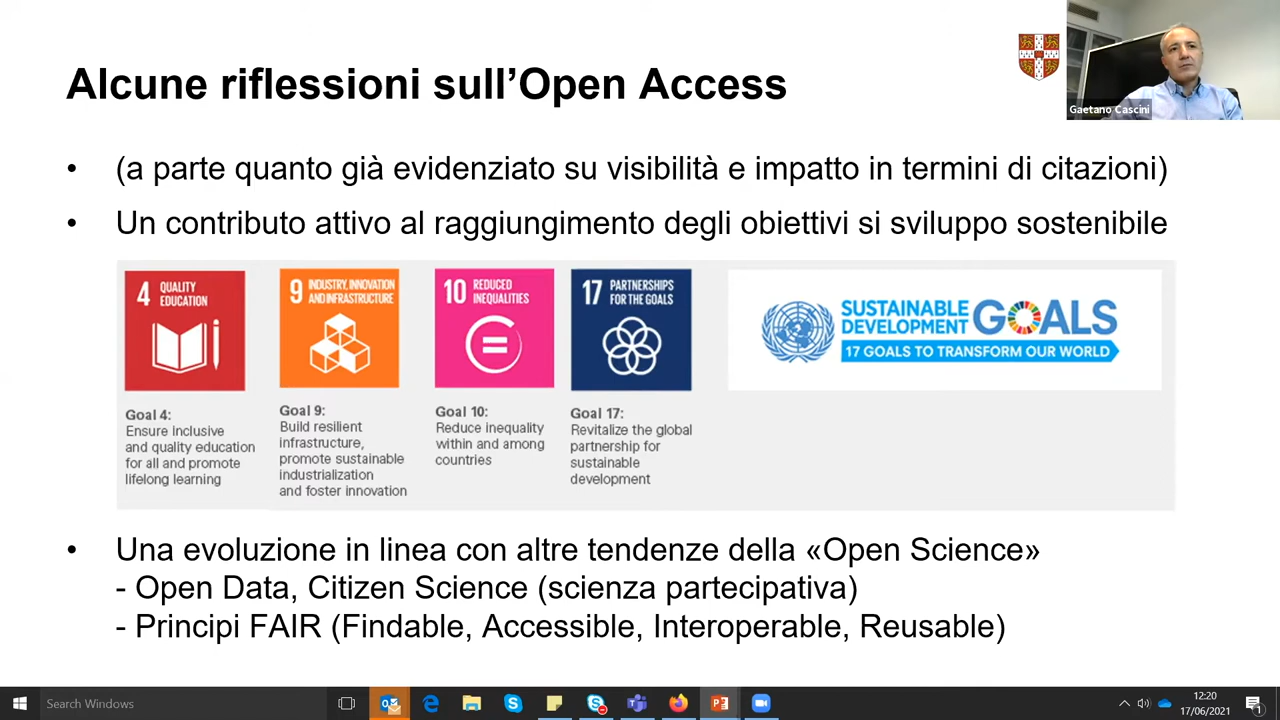 Alcune riflessioni sull’Open Access
Gaetano Cascini
• (a parte quanto già evidenziato su visibilità e impatto in termini di citazioni)
• Un contributo attivo al raggiungimento degli obiettivi si sviluppo sostenibile
4 QUALITY
EDUCATION
9 INDUSTRY, INNOVATION
AND INFRASTRUCTURE
10 REDUCED
INEQUALITIES
17 PARTNERSHIPS
FOR THE GOALS
SUSTAINABLE
DEVELOPMENT GOALS
17 GOALS TO TRANSFORM OUR WORLD
Goal 4:
Ensure inclusive
and quality education
for all and promote
lifelong learning
Goal 9:
Build resilient
infrastructure,
promote sustainable
industrialization
and foster innovation
Goal 10:
Reduce inequality
within and among
countries
Goal 17:
Revitalize the global
partnership for
sustainable
development
• Una evoluzione in linea con altre tendenze della «Open Science»
- Open Data, Citizen Science (scienza partecipativa)
- Principi FAIR (Findable, Accessible, Interoperable, Reusable)
Search Windows
12:20
17/06/2021
1